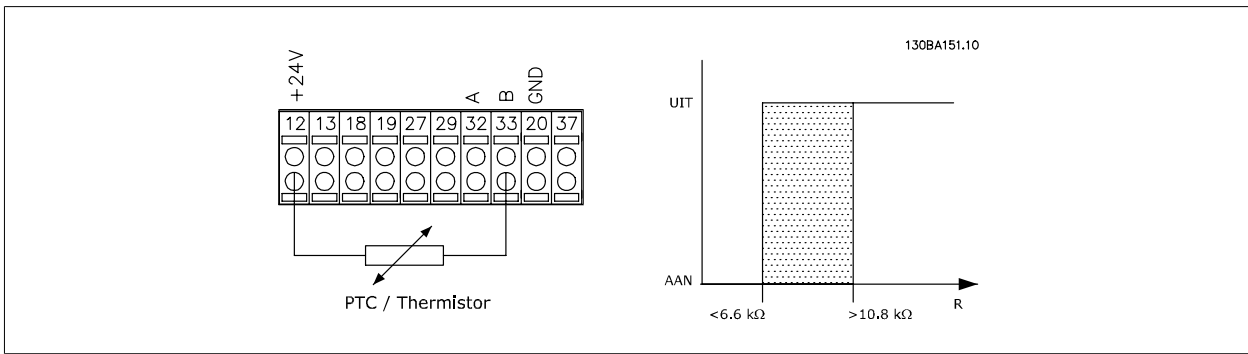 130BA151.10
+24V
A
B
GND
12 13 18 19 27 29 32 33 20 37
PTC / Thermistor
UIT
AAN
<6.6 kΩ
>10.8 kΩ
R